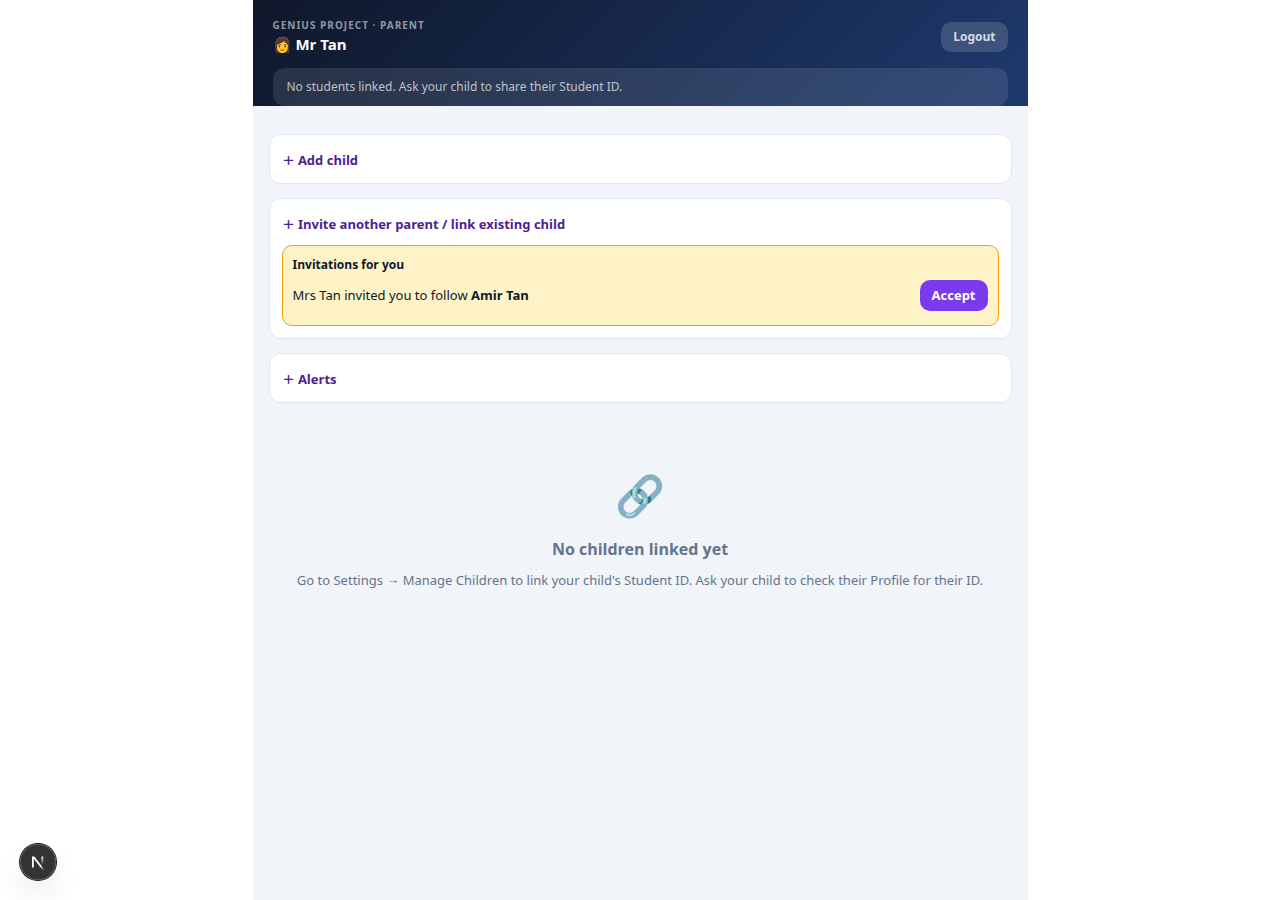 GENIUS PROJECT · PARENT
👩 Mr Tan
Logout
No students linked. Ask your child to share their Student ID.
+ Add child
+ Invite another parent / link existing child
Invitations for you
Mrs Tan invited you to follow Amir Tan
Accept
+ Alerts
No children linked yet
Go to Settings → Manage Children to link your child's Student ID. Ask your child to check their Profile for their ID.
N